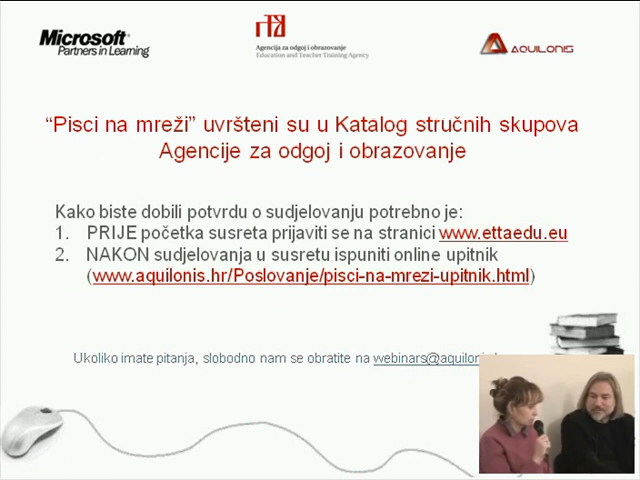 Microsoft®
Partners in Learning
Agencija za odgoj i obrazovanje
Education and Teacher Training Agency
AQUILONIS
“Pisci na mreži” uvršteni su u Katalog stručnih skupova
Agencije za odgoj i obrazovanje
Kako biste dobili potvrdu o sudjelovanju potrebno je:
1. PRIJE početka susreta prijaviti se na stranici www.ettaedu.eu
2. NAKON sudjelovanja u susretu ispuniti online upitnik
(www.aquilonis.hr/Poslovanje/pisci-na-mrezi-upitnik.html)
Ukoliko imate pitanja, slobodno nam se obratite na